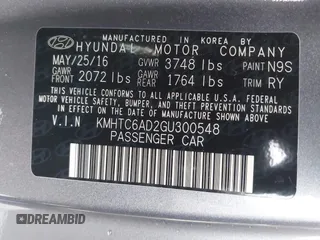 MANUFACTURED IN KOREA BY
HYUNDAI MOTOR COMPANY
MAY/25/16 GVWR 3748 lbs PAINT N9S
GAWR FRONT 2072 lbs GAWR REAR 1764 lbs TRIM RY
THIS VEHICLE CONFORMS TO ALL APPLICABLE
U.S. FEDERAL MOTOR VEHICLE SAFETY, BUMPER,
AND THEFT PREVENTION STANDARDS IN EFFECT ON
THE DATE OF MANUFACTURE SHOWN ABOVE.
V.I.N KMHTC6AD2GU300548
PASSENGER CAR
DREAMBID